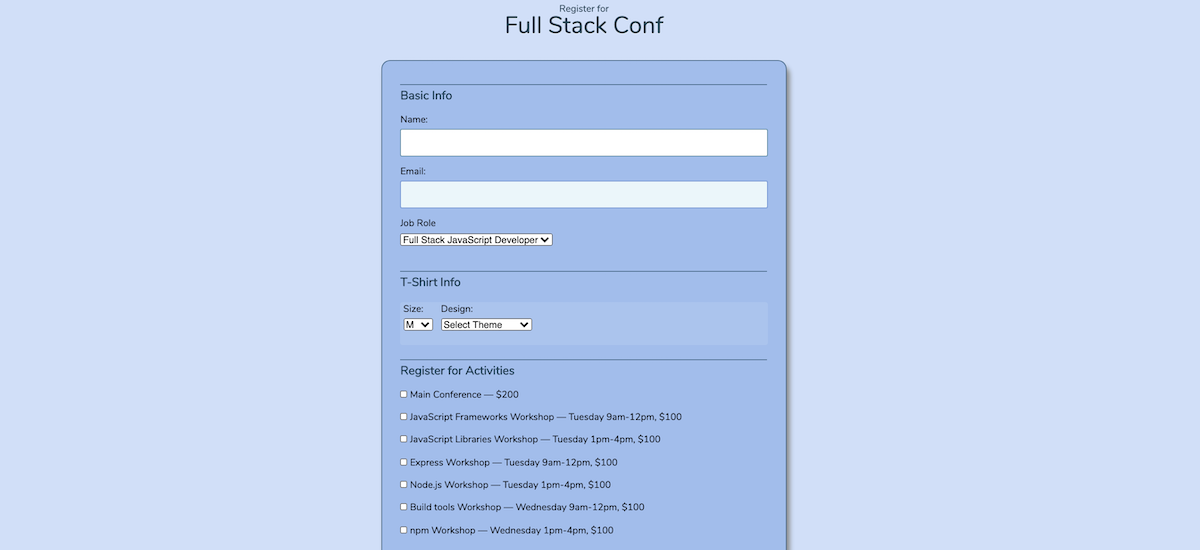 Register for
Full Stack Conf
Basic Info
Name:
Email:
Job Role
Full Stack JavaScript Developer
T-Shirt Info
Size: Design:
M Select Theme
Register for Activities
Main Conference — $200
JavaScript Frameworks Workshop — Tuesday 9am-12pm, $100
JavaScript Libraries Workshop — Tuesday 1pm-4pm, $100
Express Workshop — Tuesday 9am-12pm, $100
Node.js Workshop — Tuesday 1pm-4pm, $100
Build tools Workshop — Wednesday 9am-12pm, $100
npm Workshop — Wednesday 1pm-4pm, $100